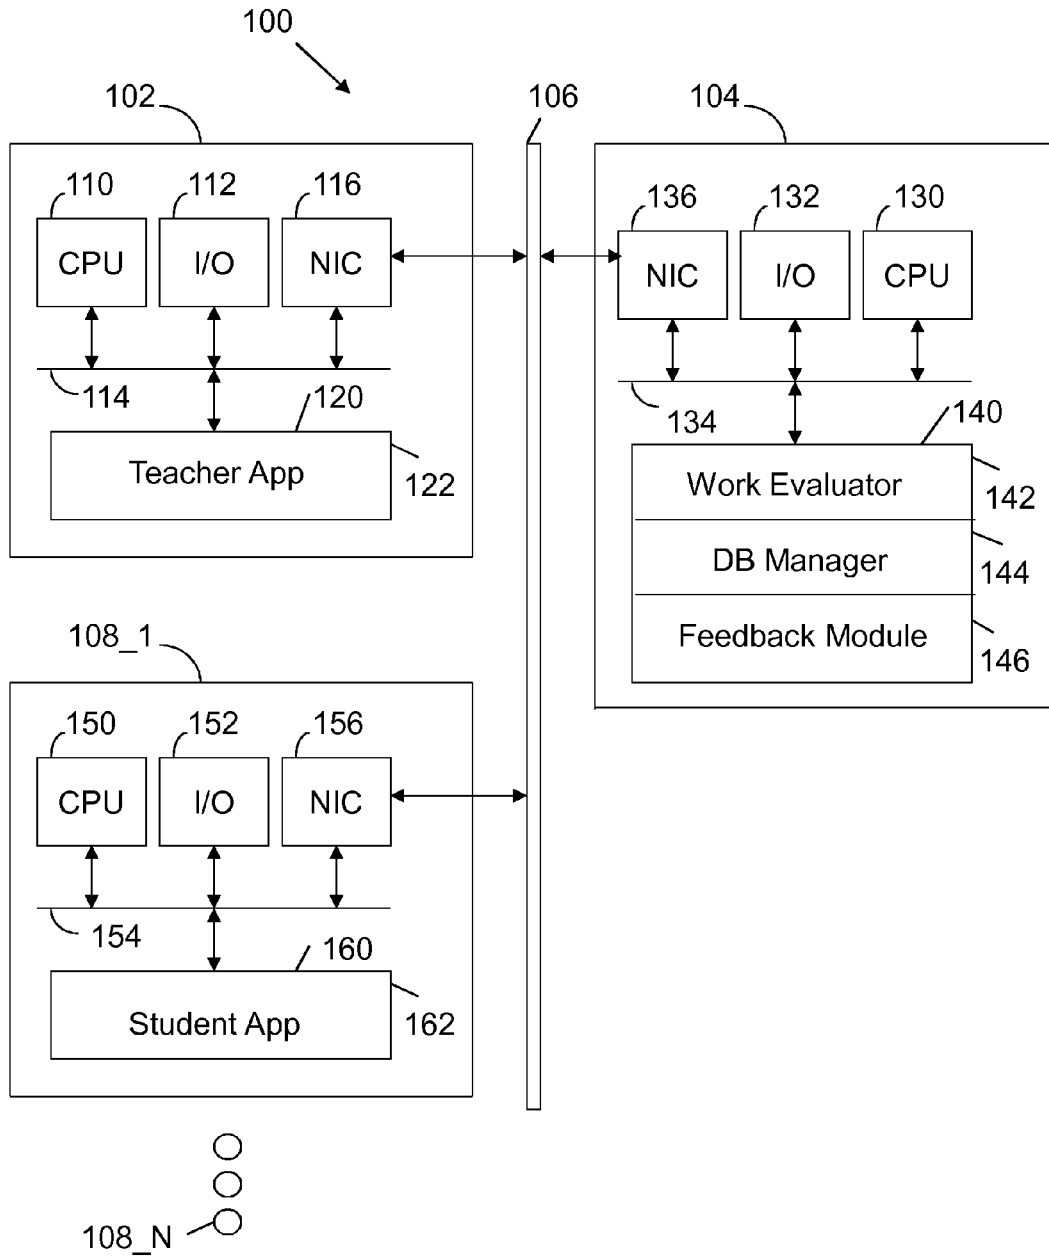 100
102
106
104
110
112
116
CPU
I/O
NIC
114
120
Teacher App
122
136
132
130
NIC
I/O
CPU
134
140
Work Evaluator
142
DB Manager
144
Feedback Module
146
108_1
150
152
156
CPU
I/O
NIC
154
160
Student App
162
108_N